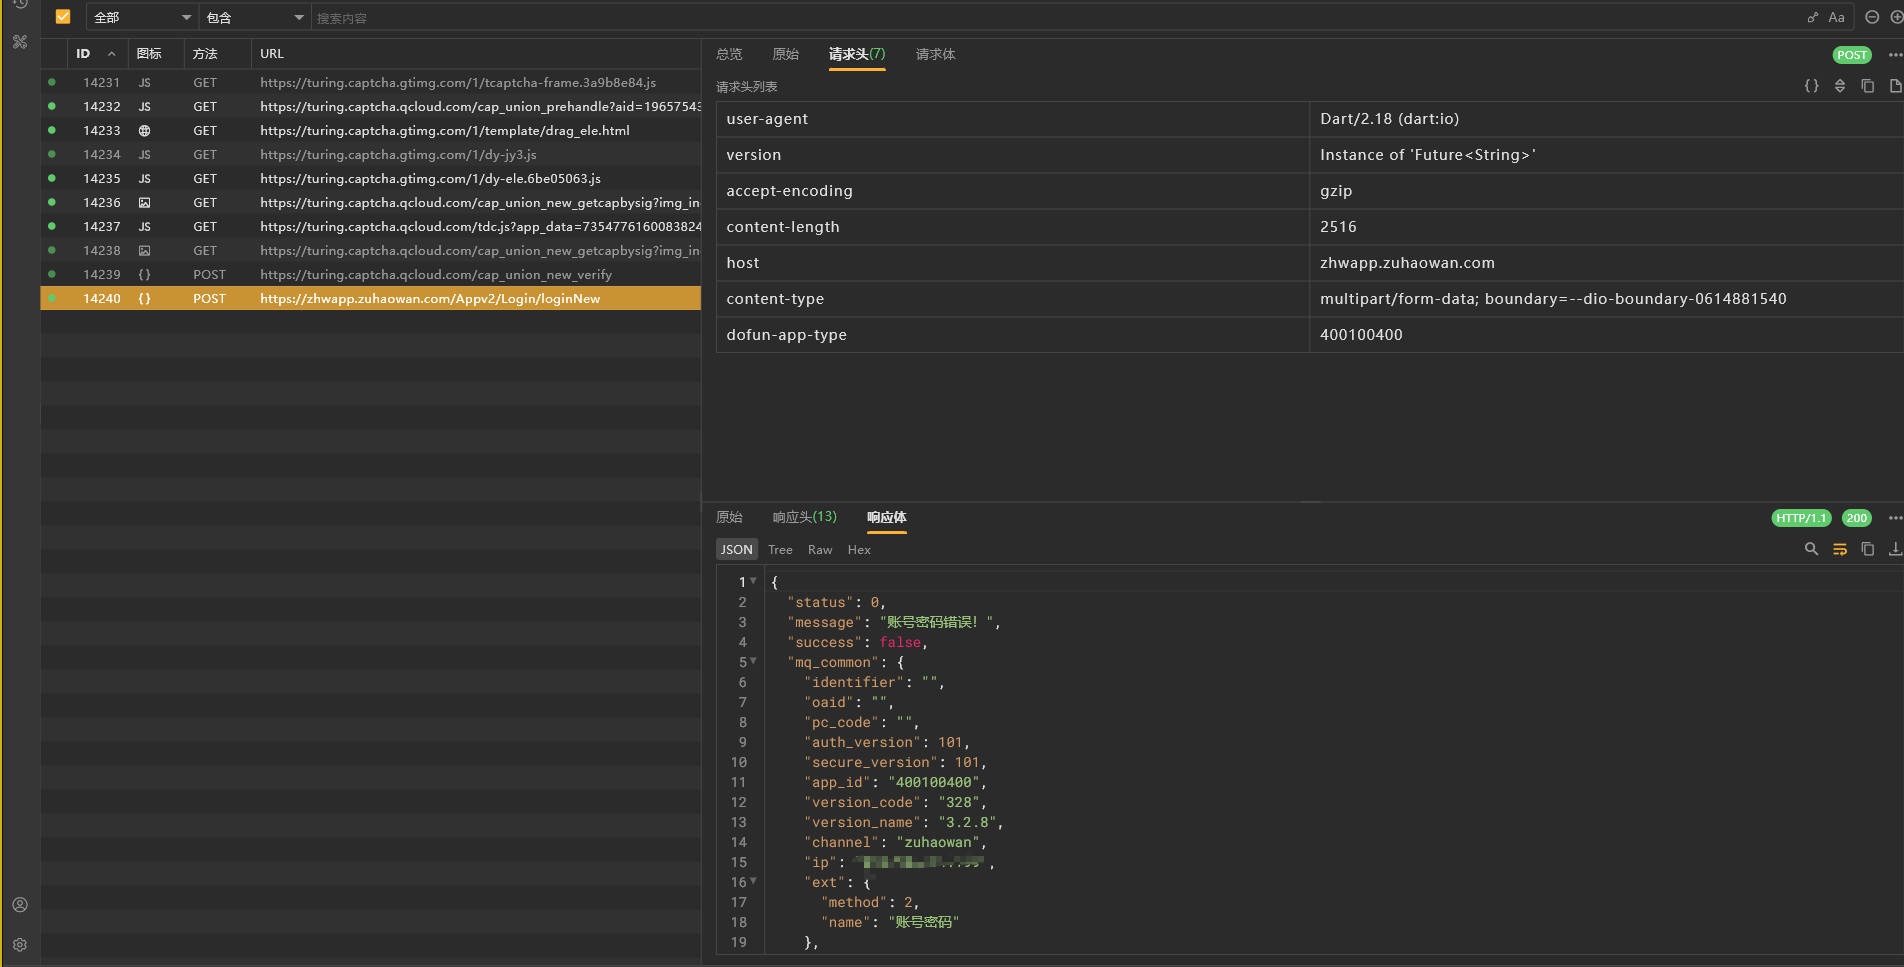 全部 包含 搜索内容 Aa
ID 图标 方法 URL
14231 JS GET https://turing.captcha.gtimg.com/1/tcaptcha-frame.3a9b8e84.js
14232 JS GET https://turing.captcha.qcloud.com/cap_union_prehandle?aid=19657543
14233 GET https://turing.captcha.gtimg.com/1/template/drag_ele.html
14234 JS GET https://turing.captcha.gtimg.com/1/dy-jy3.js
14235 JS GET https://turing.captcha.gtimg.com/1/dy-ele.6be05063.js
14236 GET https://turing.captcha.qcloud.com/cap_union_new_getcapbysig?img_in
14237 JS GET https://turing.captcha.qcloud.com/tdc.js?app_data=7354776160083824
14238 GET https://turing.captcha.qcloud.com/cap_union_new_getcapbysig?img_in
14239 {} POST https://turing.captcha.qcloud.com/cap_union_new_verify
14240 {} POST https://zhwapp.zuhaowan.com/Appv2/Login/loginNew
总览 原始 请求头(7) 请求体 POST
请求头列表 {}
user-agent Dart/2.18 (dart:io)
version Instance of 'Future<String>'
accept-encoding gzip
content-length 2516
host zhwapp.zuhaowan.com
content-type multipart/form-data; boundary=--dio-boundary-0614881540
dofun-app-type 400100400
原始 响应头(13) 响应体 HTTP/1.1 200
JSON Tree Raw Hex
1 {
2 "status": 0,
3 "message": "账号密码错误！",
4 "success": false,
5 "mq_common": {
6 "identifier": "",
7 "oaid": "",
8 "pc_code": "",
9 "auth_version": 101,
10 "secure_version": 101,
11 "app_id": "400100400",
12 "version_code": "328",
13 "version_name": "3.2.8",
14 "channel": "zuhaowan",
15 "ip": ,
16 "ext": {
17 "method": 2,
18 "name": "账号密码"
19 },